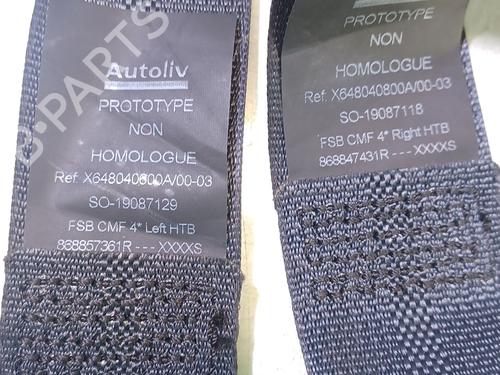 Autoliv
PROTOTYPE
NON
HOMOLOGUE
Ref. X648040600A/00-03
SO-19087129
FSB CMF 4* Left HTB
868857361R --- XXXXS
PROTOTYPE
NON
HOMOLOGUE
Ref: X648040800A/00-03
SO-19087118
FSB CMF 4* Right HTB
868847431R --- XXXXS
B-PARTS